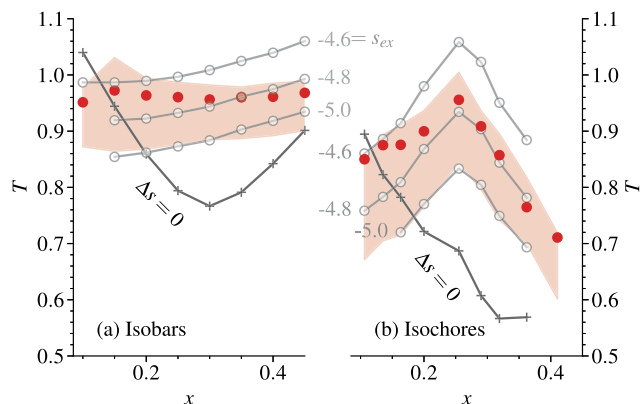 1.1
1.0
0.9
0.8
0.7
0.6
0.5
T
-4.6 = s_ex
-4.8
-5.0
Δs = 0
(a) Isobars
0.2
0.4
x
-4.6
-4.8
-5.0
Δs = 0
(b) Isochores
0.2
0.4
x
1.1
1.0
0.9
0.8
0.7
0.6
0.5
T